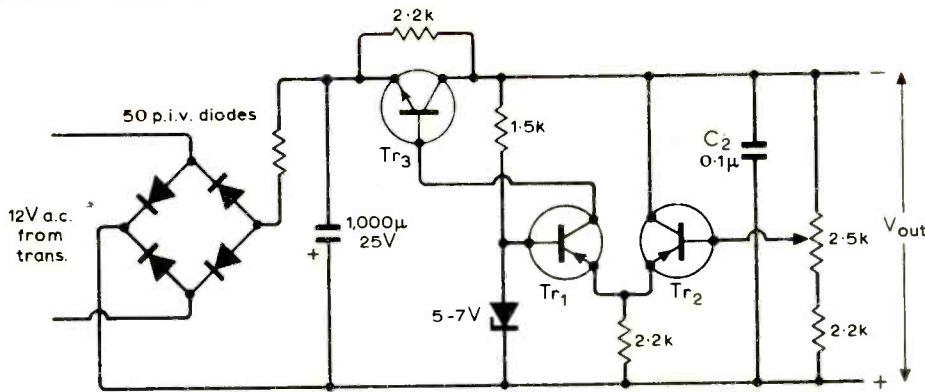 2·2k
50 p.i.v. diodes
Tr3
1·5k
C2
0·1μ
12V a.c.
from
trans.
1,000μ
25V
+
Tr1
Tr2
2·5k
Vout
5-7V
2·2k
2·2k
−
+